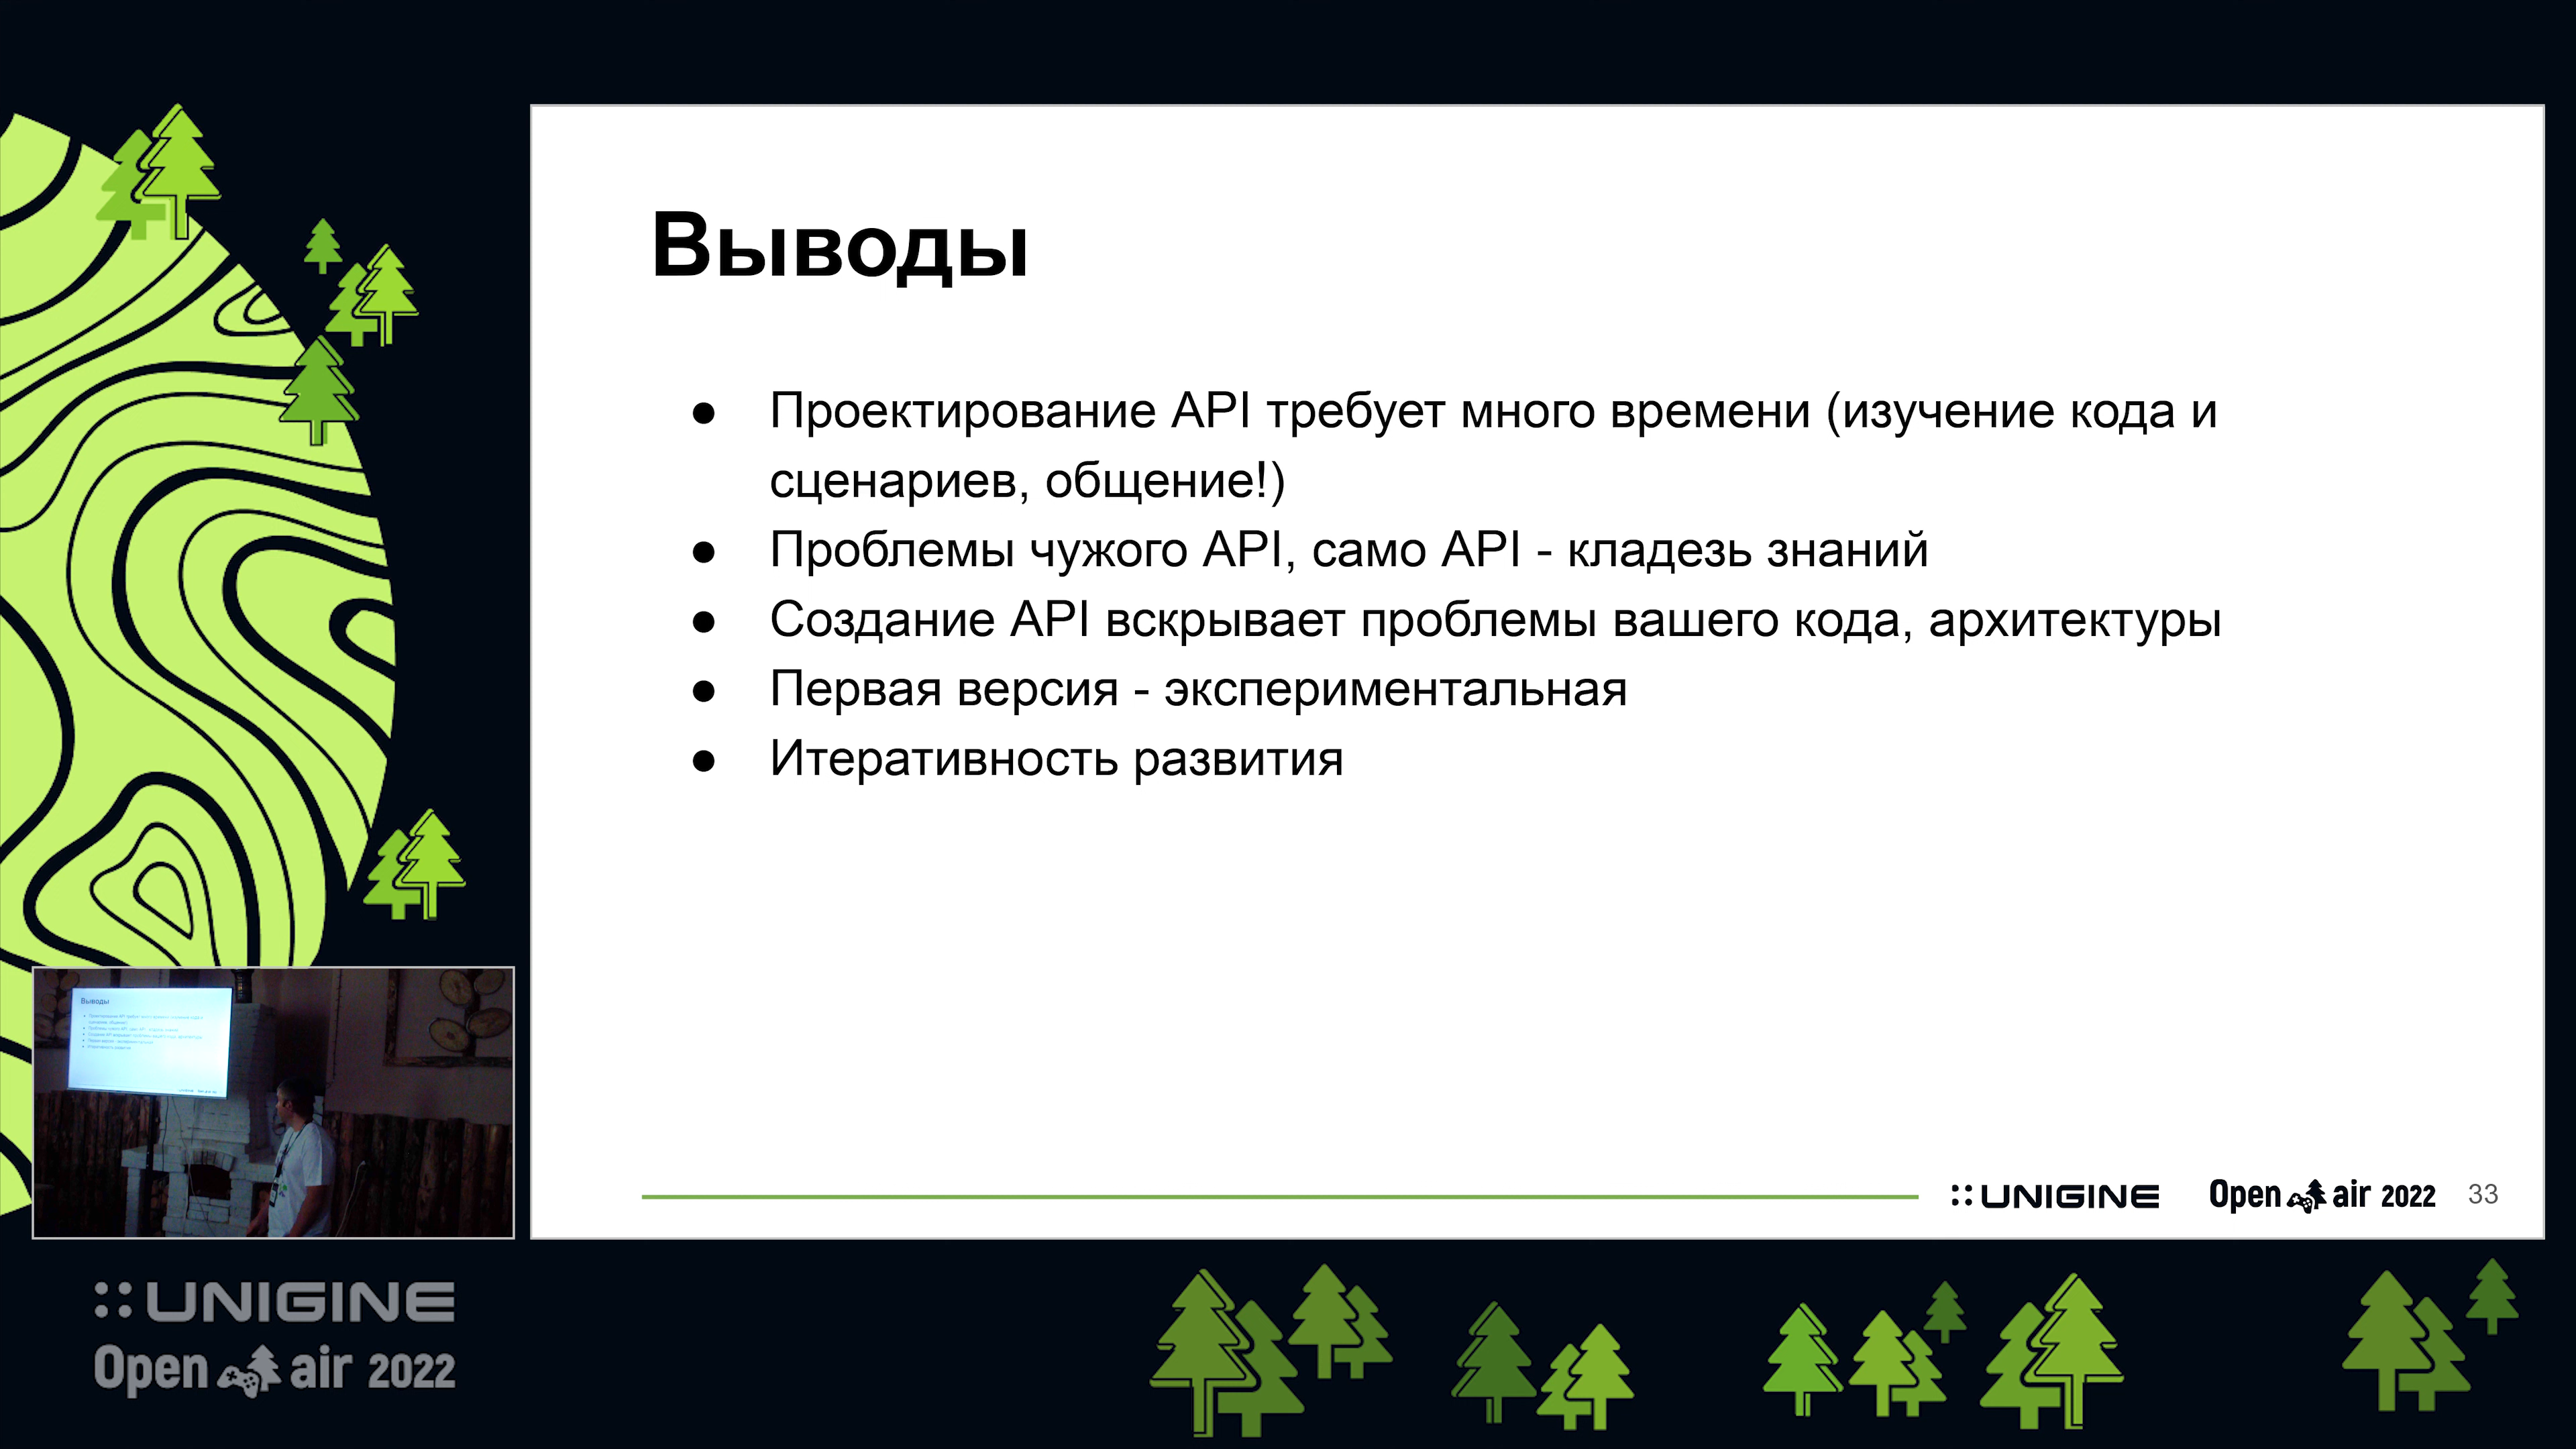 Выводы
● Проектирование API требует много времени (изучение кода и
сценариев, общение!)
● Проблемы чужого API, само API - кладезь знаний
● Создание API вскрывает проблемы вашего кода, архитектуры
● Первая версия - экспериментальная
● Итеративность развития
UNIGINE Open air 2022 33
Выводы
UNIGINE
Open air 2022